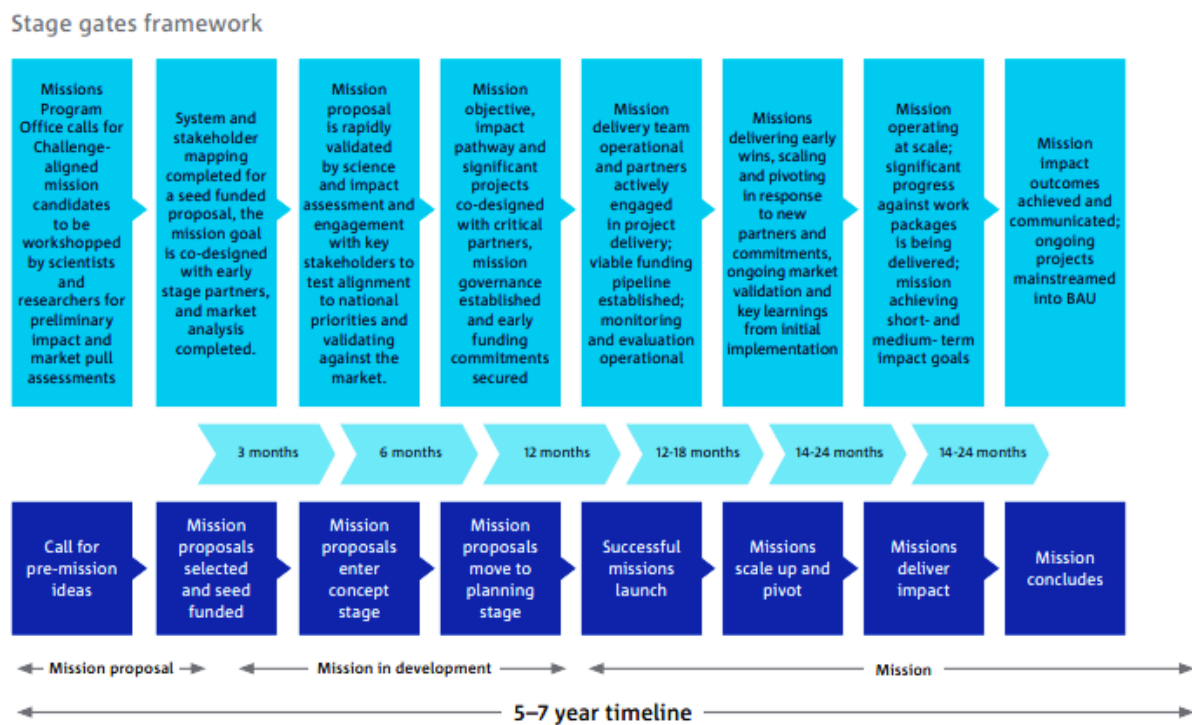 Stage gates framework
Missions
Program
Office calls for
Challenge-
aligned
mission
candidates
to be
workshopped
by scientists
and
researchers for
preliminary
impact and
market pull
assessments
System and
stakeholder
mapping
completed for
a seed funded
proposal, the
mission goal
is co-designed
with early
stage partners,
and market
analysis
completed.
Mission
proposal
is rapidly
validated
by science
and impact
assessment and
engagement
with key
stakeholders to
test alignment
to national
priorities and
validating
against the
market.
Mission
objective,
impact
pathway and
significant
projects
co-designed
with critical
partners,
mission
governance
established
and early
funding
commitments
secured
Mission
delivery team
operational
and partners
actively
engaged
in project
delivery;
viable funding
pipeline
established;
monitoring
and evaluation
operational
Missions
delivering early
wins, scaling
and pivoting
in response
to new
partners and
commitments,
ongoing market
validation and
key learnings
from initial
implementation
Mission
operating
at scale;
significant
progress
against work
packages
is being
delivered;
mission
achieving
short- and
medium- term
impact goals
Mission
impact
outcomes
achieved and
communicated;
ongoing
projects
mainstreamed
into BAU
3 months
6 months
12 months
12-18 months
14-24 months
14-24 months
Call for
pre-mission
ideas
Mission
proposals
selected
and seed
funded
Mission
proposals
enter
concept
stage
Mission
proposals
move to
planning
stage
Successful
missions
launch
Missions
scale up and
pivot
Missions
deliver
impact
Mission
concludes
Mission proposal
Mission in development
Mission
5–7 year timeline